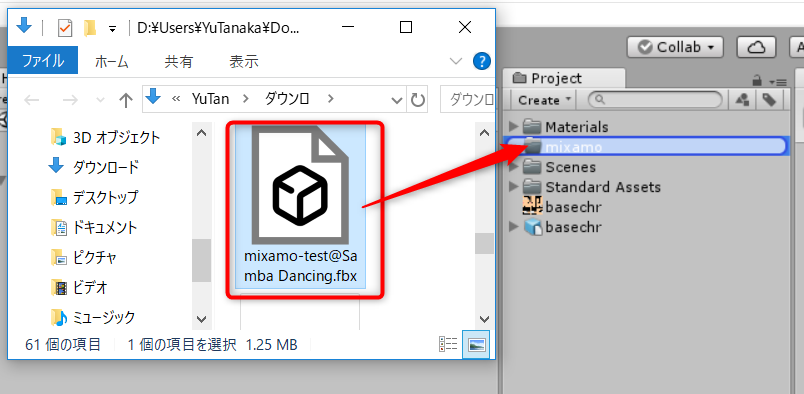 D:¥Users¥YuTanaka¥Do...
ファイル
ホーム
共有
表示
YuTan
ダウンロ
ダウンロ
3D オブジェクト
ダウンロード
デスクトップ
ドキュメント
ピクチャ
ビデオ
ミュージック
mixamo-test@Sa
mba Dancing.fbx
61 個の項目
1 個の項目を選択 1.25 MB
Collab
A
Project
Create
Materials
mixamo
Scenes
Standard Assets
basechr
basechr